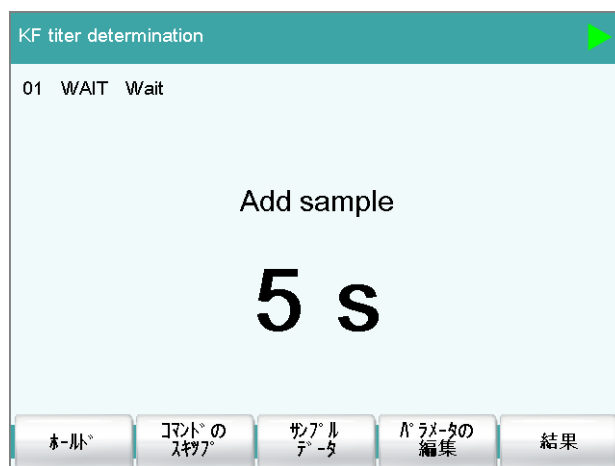 KF titer determination
01 WAIT Wait
Add sample
5 s
ﾎｰﾙﾄﾞ
ｺﾏﾝﾄﾞの
ｽｷｯﾌﾟ
ｻﾝﾌﾟﾙ
ﾃﾞｰﾀ
ﾊﾟﾗﾒｰﾀの
編集
結果